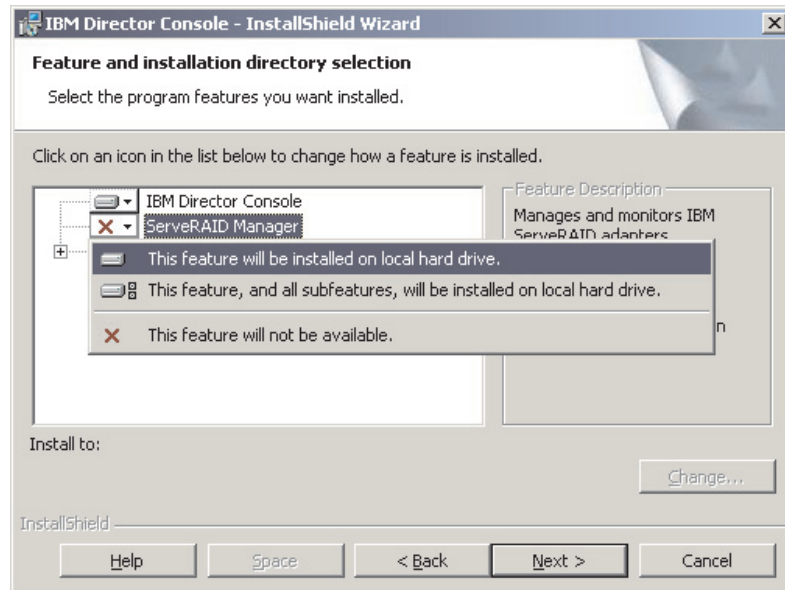 IBM Director Console - InstallShield Wizard
Feature and installation directory selection
Select the program features you want installed.
Click on an icon in the list below to change how a feature is installed.
IBM Director Console
ServeRAID Manager
Feature Description
Manages and monitors IBM
ServeRAID adapters
This feature will be installed on local hard drive.
This feature, and all subfeatures, will be installed on local hard drive.
This feature will not be available.
n
Install to:
Change...
InstallShield
Help
Space
< Back
Next >
Cancel